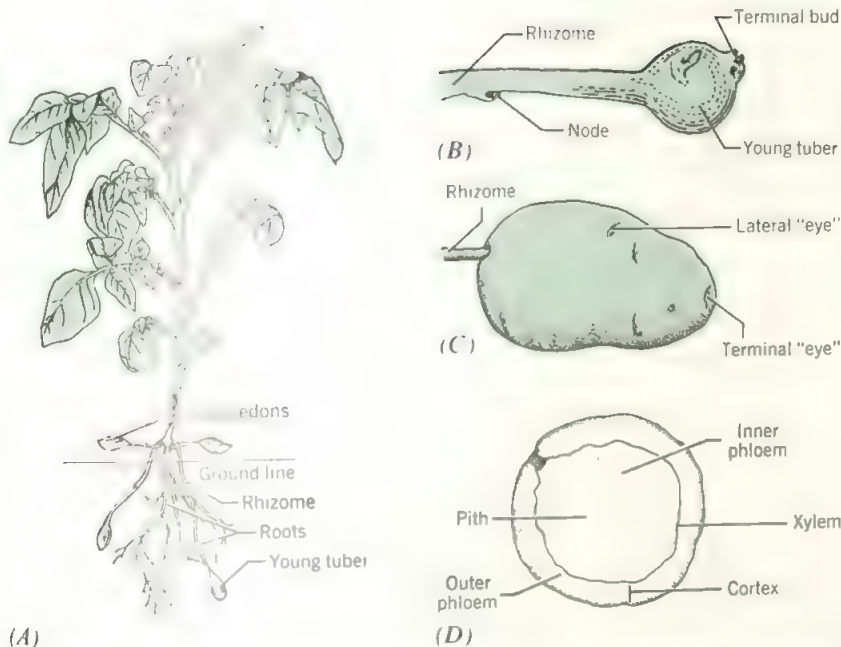 edons
Ground line
Rhizome
Roots
Young tuber
(A)
Rhizome
Terminal bud
Node
Young tuber
(B)
Rhizome
Lateral "eye"
Terminal "eye"
(C)
Inner
phloem
Pith
Xylem
Outer
phloem
Cortex
(D)